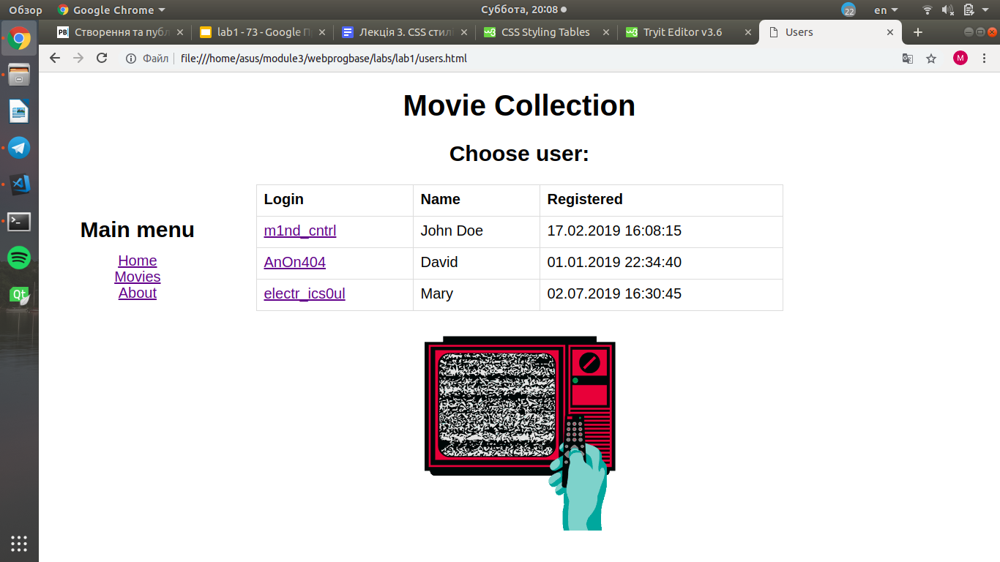 Обзор Google Chrome Суббота, 20:08 22 en
PB Створення та публ lab1 - 73 - Google П Лекція 3. CSS стил CSS Styling Tables Tryit Editor v3.6 Users
Файл file:///home/asus/module3/webprogbase/labs/lab1/users.html M
Movie Collection
Choose user:
Main menu
Home
Movies
About
Login Name Registered
m1nd_cntrl John Doe 17.02.2019 16:08:15
AnOn404 David 01.01.2019 22:34:40
electr_ics0ul Mary 02.07.2019 16:30:45
Qt